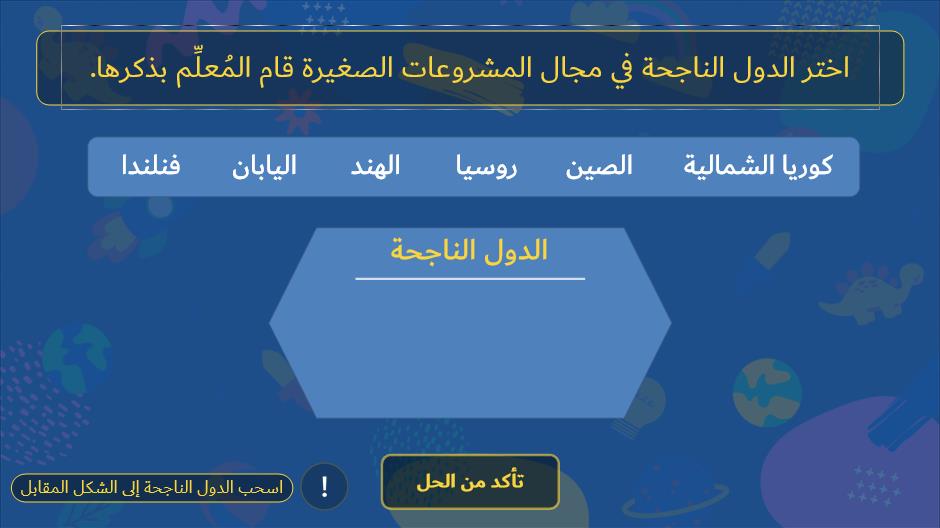 اختر الدول الناجحة في مجال المشروعات الصغيرة قام المُعلِّم بذكرها.
كوريا الشمالية الصين روسيا الهند اليابان فنلندا
الدول الناجحة
تأكد من الحل
!
اسحب الدول الناجحة إلى الشكل المقابل